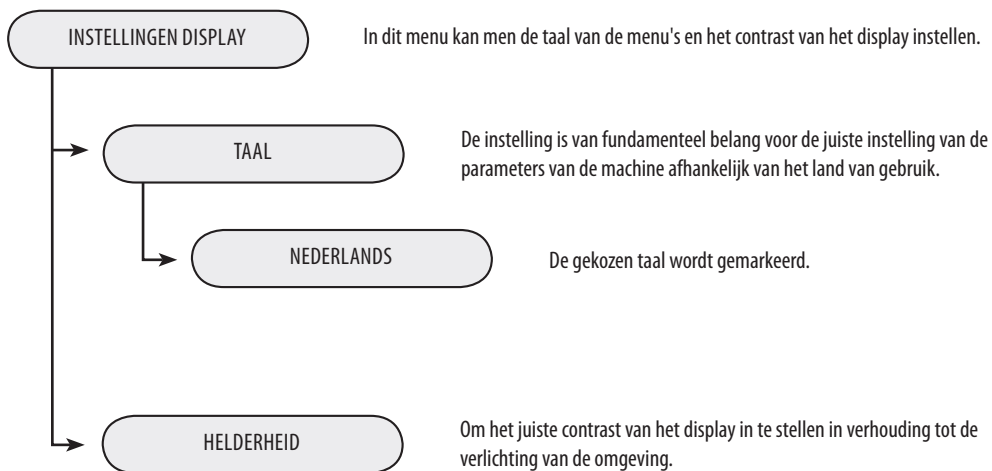 INSTELLINGEN DISPLAY
In dit menu kan men de taal van de menu's en het contrast van het display instellen.
TAAL
De instelling is van fundamenteel belang voor de juiste instelling van de
parameters van de machine afhankelijk van het land van gebruik.
NEDERLANDS
De gekozen taal wordt gemarkeerd.
HELDERHEID
Om het juiste contrast van het display in te stellen in verhouding tot de
verlichting van de omgeving.